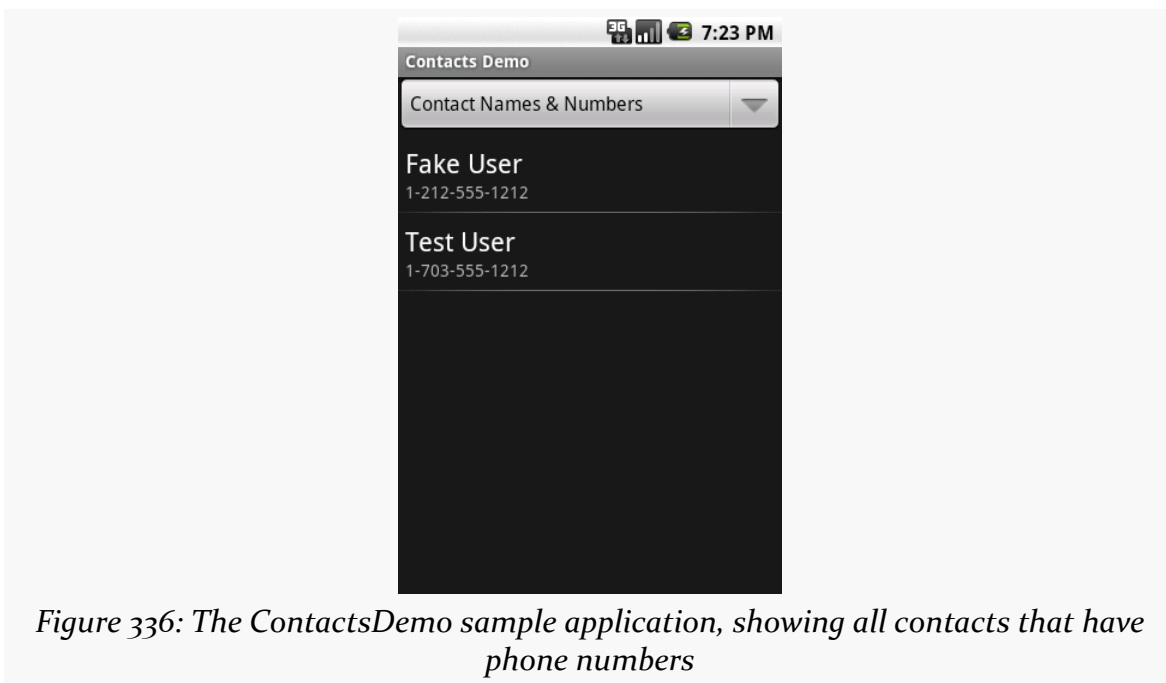 3G 7:23 PM
Contacts Demo
Contact Names & Numbers
Fake User
1-212-555-1212
Test User
1-703-555-1212
Figure 336: The ContactsDemo sample application, showing all contacts that have
phone numbers